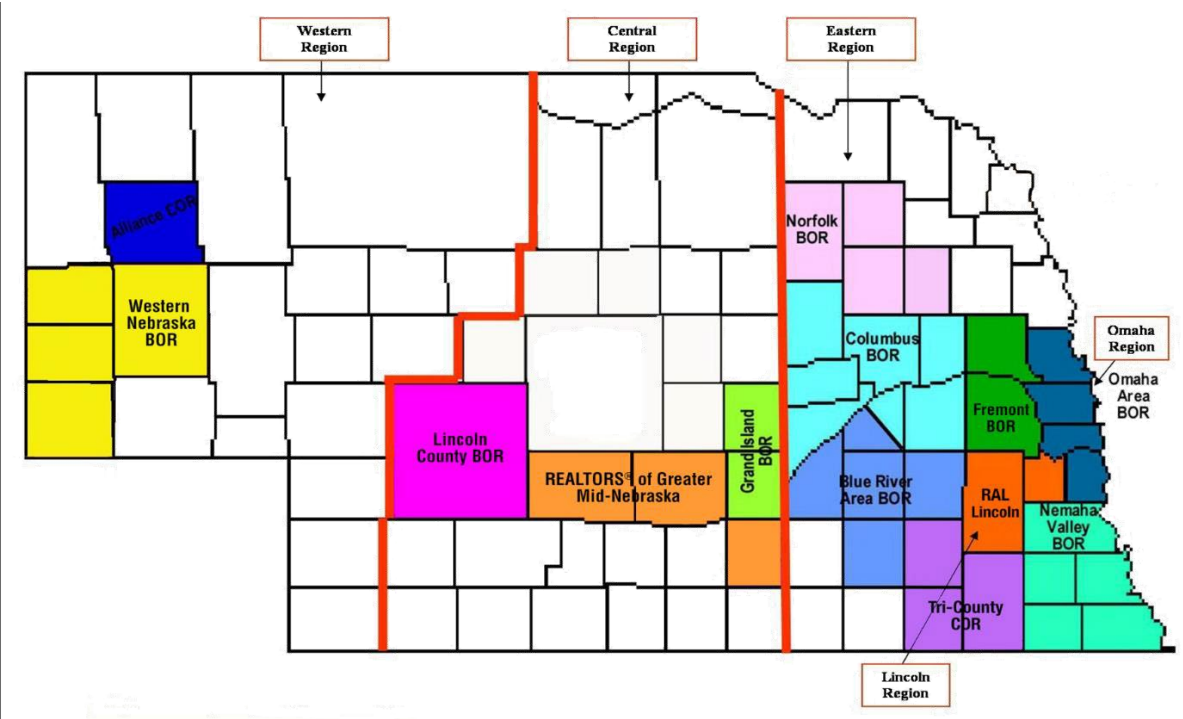 Western
Region
Central
Region
Eastern
Region
Alliance COR
Norfolk
BOR
Western
Nebraska
BOR
Columbus
BOR
Omaha
Region
Omaha
Area
BOR
Fremont
BOR
Lincoln
County BOR
Grand Island
BOR
REALTORS® of Greater
Mid-Nebraska
Blue River
Area BOR
RAL
Lincoln
Nemaha
Valley
BOR
Tri-County
COR
Lincoln
Region